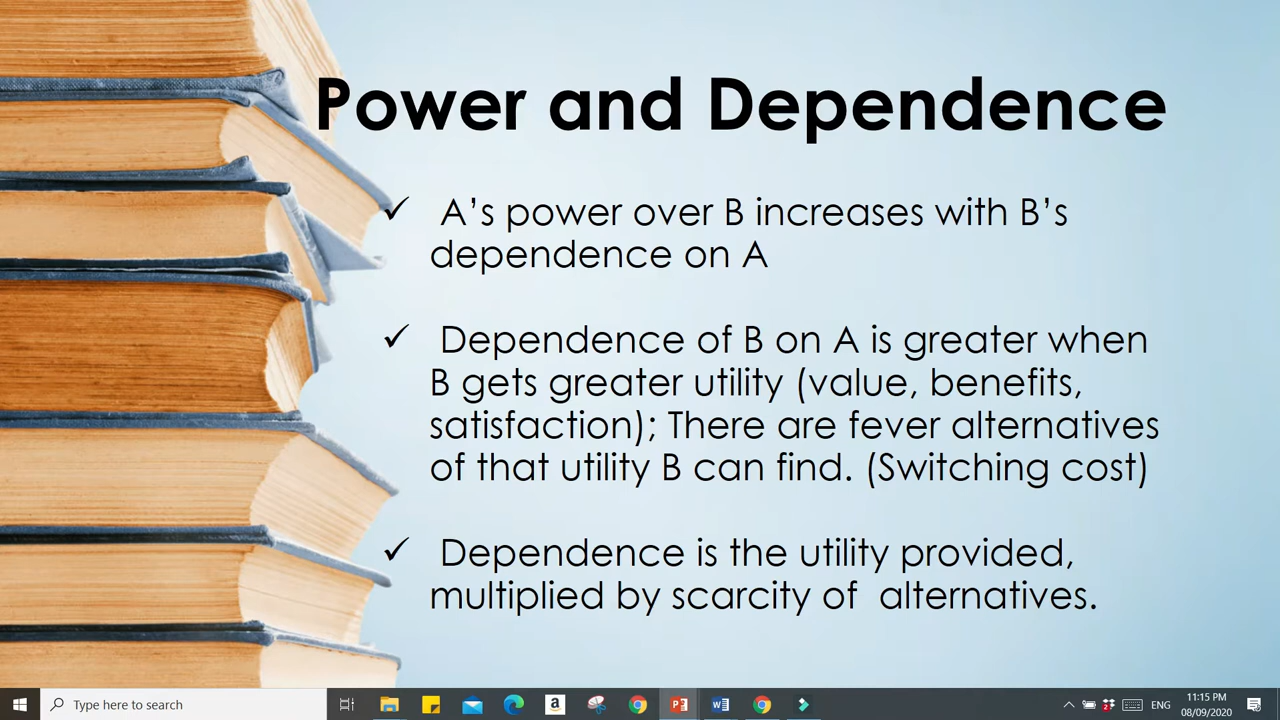 Power and Dependence
✓ A’s power over B increases with B’s
dependence on A
✓ Dependence of B on A is greater when
B gets greater utility (value, benefits,
satisfaction); There are fever alternatives
of that utility B can find. (Switching cost)
✓ Dependence is the utility provided,
multiplied by scarcity of  alternatives.
Type here to search
a
P
W
ENG
11:15 PM
08/09/2020